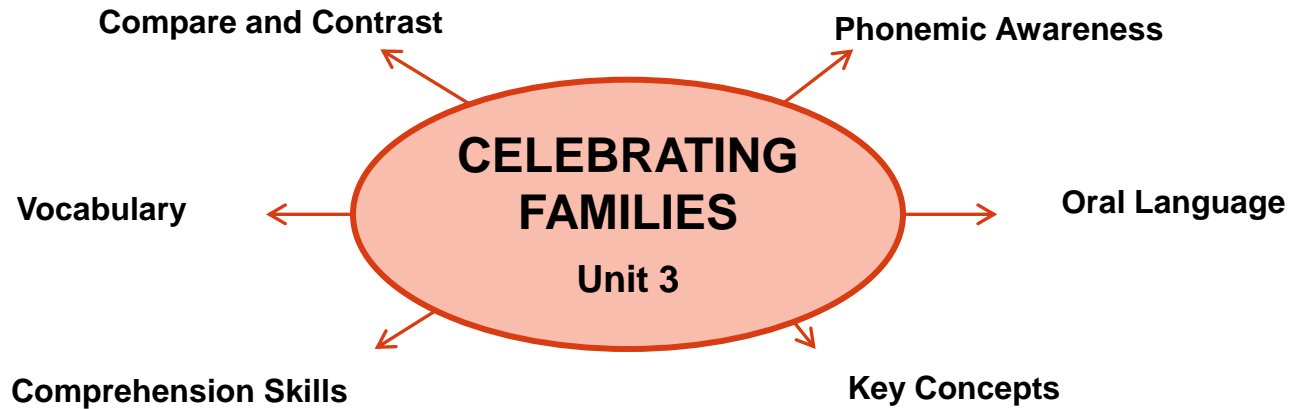 Compare and Contrast
Phonemic Awareness
CELEBRATING
FAMILIES
Unit 3
Vocabulary
Oral Language
Comprehension Skills
Key Concepts